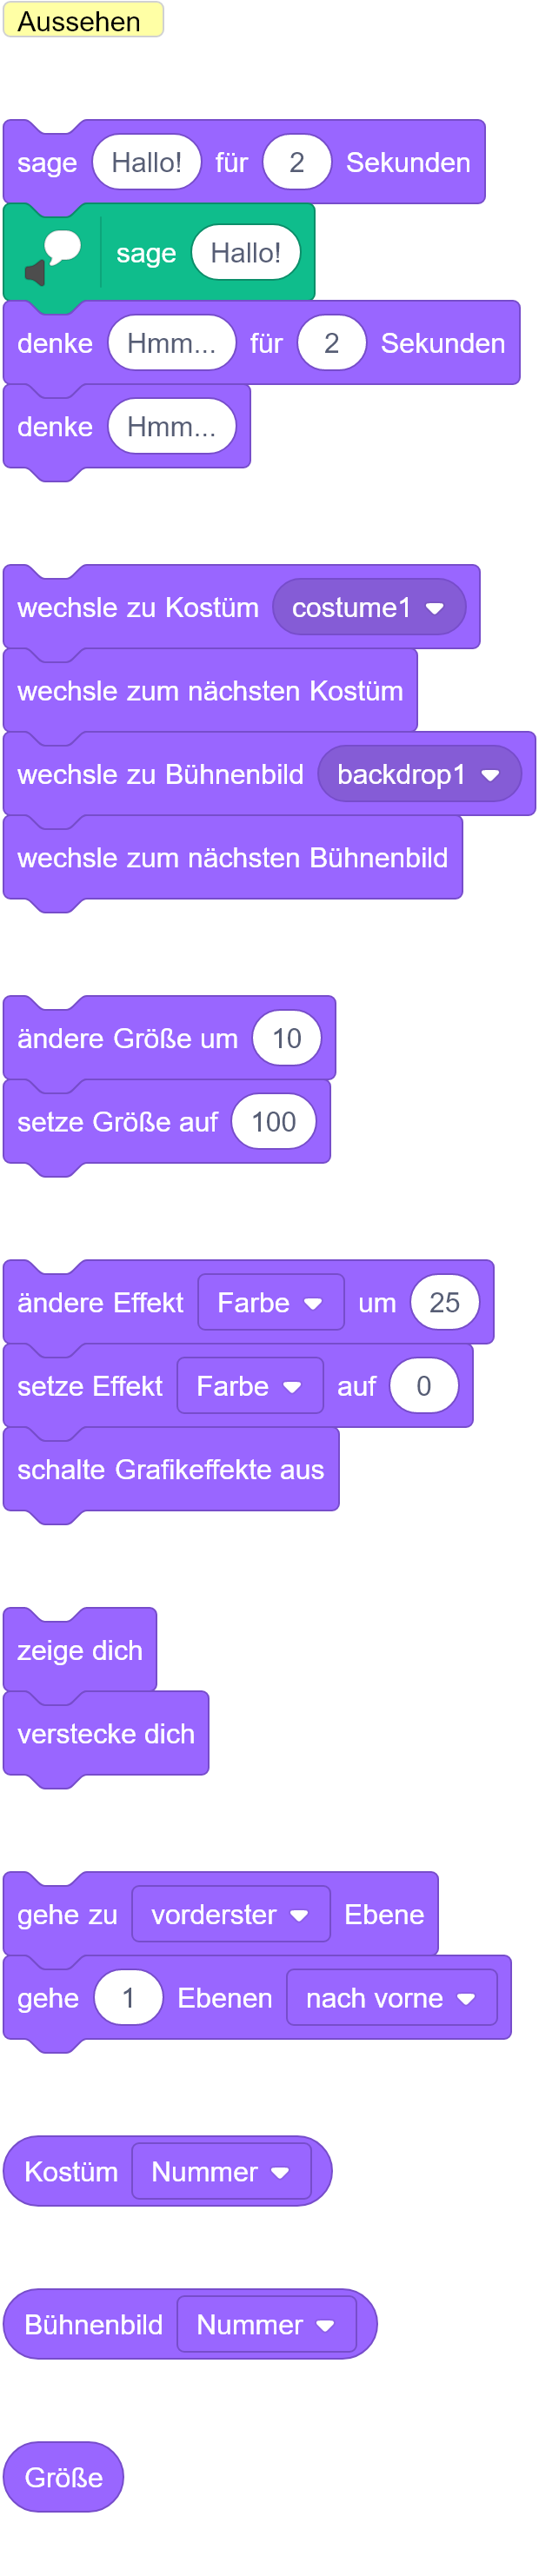 Aussehen
sage Hallo! für 2 Sekunden
sage Hallo!
denke Hmm... für 2 Sekunden
denke Hmm...
wechsle zu Kostüm costume1
wechsle zum nächsten Kostüm
wechsle zu Bühnenbild backdrop1
wechsle zum nächsten Bühnenbild
ändere Größe um 10
setze Größe auf 100
ändere Effekt Farbe um 25
setze Effekt Farbe auf 0
schalte Grafikeffekte aus
zeige dich
verstecke dich
gehe zu vorderster Ebene
gehe 1 Ebenen nach vorne
Kostüm Nummer
Bühnenbild Nummer
Größe